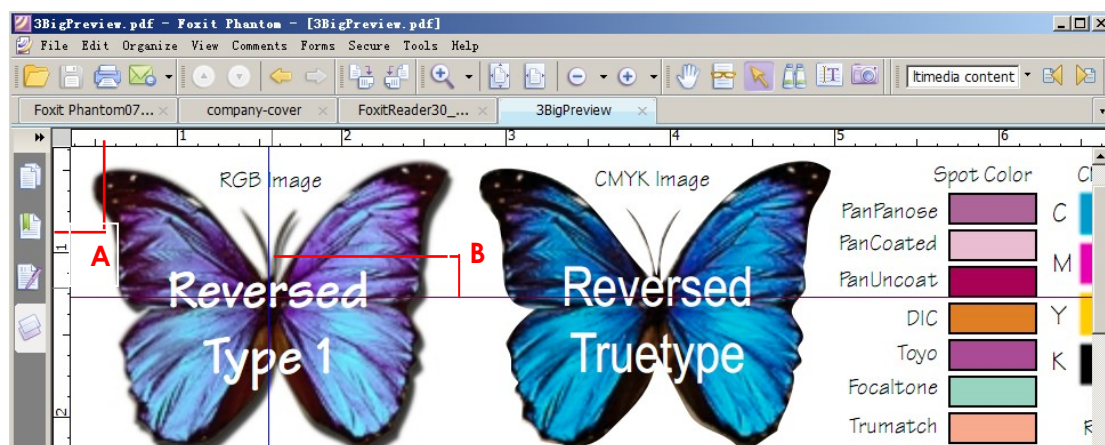 3BigPreview.pdf - Foxit Phantom - [3BigPreview.pdf]
File Edit Organize View Comments Forms Secure Tools Help
ltimedia content
Foxit Phantom07... company-cover FoxitReader30_... 3BigPreview
1 2 3 4 5 6
RGB Image
CMYK Image
Spot Color
PanPanose
C
PanCoated
A
1
B
M
PanUncoat
Reversed
Type 1
Reversed
Truetype
DIC
Y
Toyo
K
Focaltone
Trumatch
2